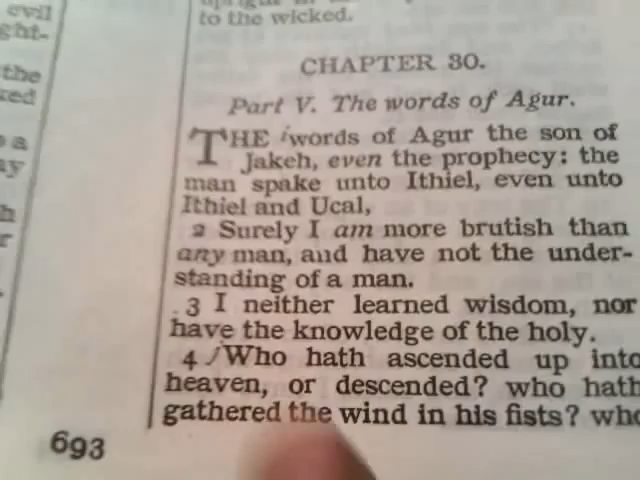 evil
ght-
the
to the wicked.
CHAPTER 30.
Part V. The words of Agur.
THE words of Agur the son of
Jakeh, even the prophecy: the
man spake unto Ithiel, even unto
Ithiel and Ucal,
2 Surely I am more brutish than
any man, and have not the under-
standing of a man.
3 I neither learned wisdom, nor
have the knowledge of the holy.
4 Who hath ascended up into
heaven, or descended? who hath
gathered the wind in his fists? who
693